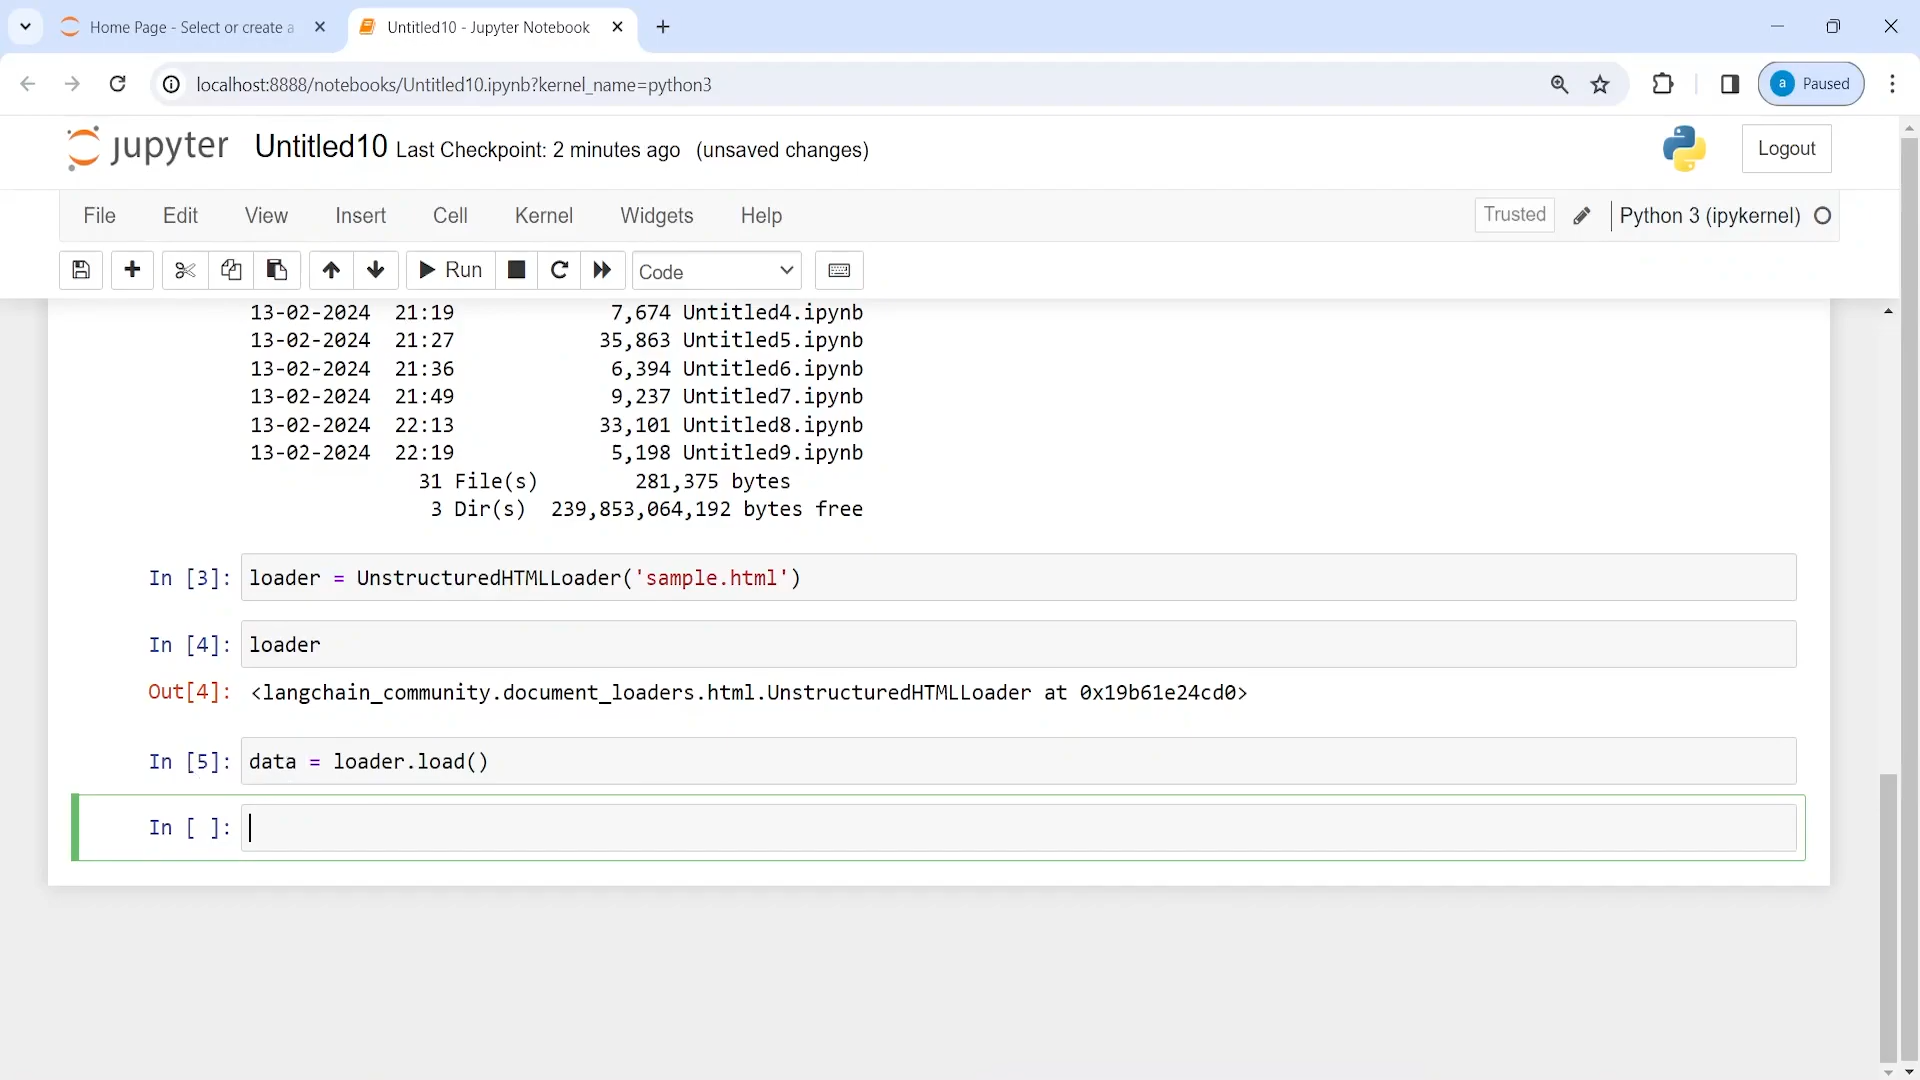 Home Page - Select or create a
Untitled10 - Jupyter Notebook
localhost:8888/notebooks/Untitled10.ipynb?kernel_name=python3
a Paused
jupyter Untitled10 Last Checkpoint: 2 minutes ago (unsaved changes)
Logout
File Edit View Insert Cell Kernel Widgets Help
Trusted Python 3 (ipykernel)
Run Code
13-02-2024 21:19 7,674 Untitled4.ipynb
13-02-2024 21:27 35,863 Untitled5.ipynb
13-02-2024 21:36 6,394 Untitled6.ipynb
13-02-2024 21:49 9,237 Untitled7.ipynb
13-02-2024 22:13 33,101 Untitled8.ipynb
13-02-2024 22:19 5,198 Untitled9.ipynb
31 File(s) 281,375 bytes
3 Dir(s) 239,853,064,192 bytes free
In [3]: loader = UnstructuredHTMLLoader('sample.html')
In [4]: loader
Out[4]: <langchain_community.document_loaders.html.UnstructuredHTMLLoader at 0x19b61e24cd0>
In [5]: data = loader.load()
In [ ]: